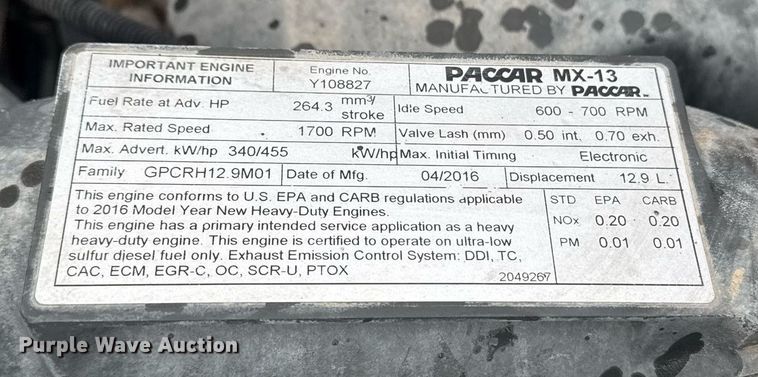 IMPORTANT ENGINE
INFORMATION
Engine No.
Y108827
PACCAR MX-13
MANUFACTURED BY PACCAR
Fuel Rate at Adv. HP 264.3 mm³/stroke
Idle Speed 600 - 700 RPM
Max. Rated Speed 1700 RPM
Valve Lash (mm) 0.50 int. 0.70 exh.
Max. Advert. kW/hp 340/455 kW/hp
Max. Initial Timing Electronic
Family GPCRH12.9M01
Date of Mfg. 04/2016
Displacement 12.9 L.
This engine conforms to U.S. EPA and CARB regulations applicable
to 2016 Model Year New Heavy-Duty Engines.
This engine has a primary intended service application as a heavy
heavy-duty engine. This engine is certified to operate on ultra-low
sulfur diesel fuel only. Exhaust Emission Control System: DDI, TC,
CAC, ECM, EGR-C, OC, SCR-U, PTOX
STD EPA CARB
NOx 0.20 0.20
PM 0.01 0.01
2049267
Purple Wave Auction